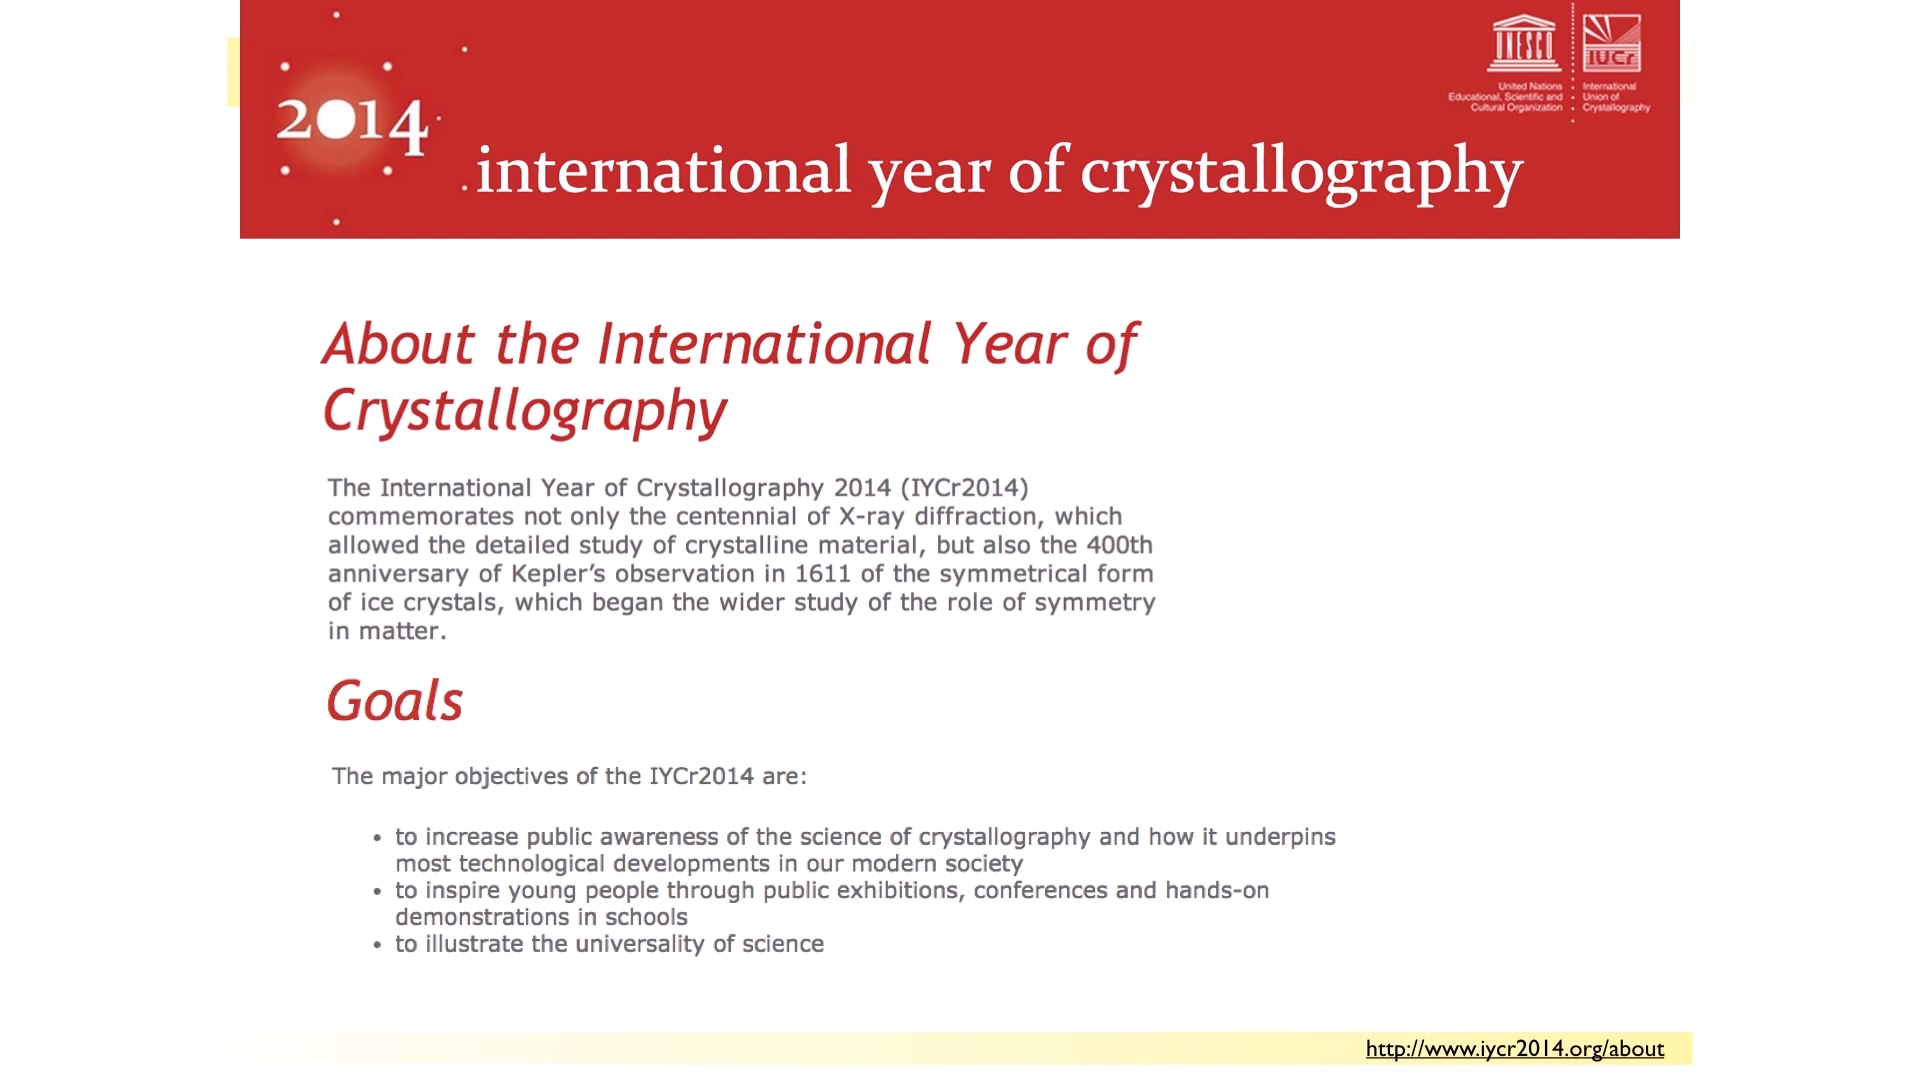 UNESCO
United Nations
Educational, Scientific and
Cultural Organization
IUCr
International
Union of
Crystallography
2014
international year of crystallography
About the International Year of
Crystallography
The International Year of Crystallography 2014 (IYCr2014)
commemorates not only the centennial of X-ray diffraction, which
allowed the detailed study of crystalline material, but also the 400th
anniversary of Kepler’s observation in 1611 of the symmetrical form
of ice crystals, which began the wider study of the role of symmetry
in matter.
Goals
The major objectives of the IYCr2014 are:
• to increase public awareness of the science of crystallography and how it underpins
most technological developments in our modern society
• to inspire young people through public exhibitions, conferences and hands-on
demonstrations in schools
• to illustrate the universality of science
http://www.iycr2014.org/about